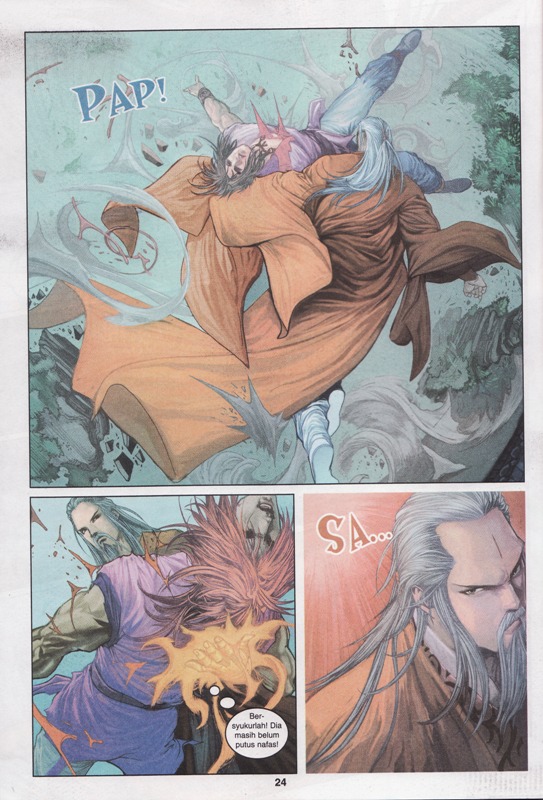 PAP!
SA...
Ber-
syukurlah! Dia
masih belum
putus nafas!
24